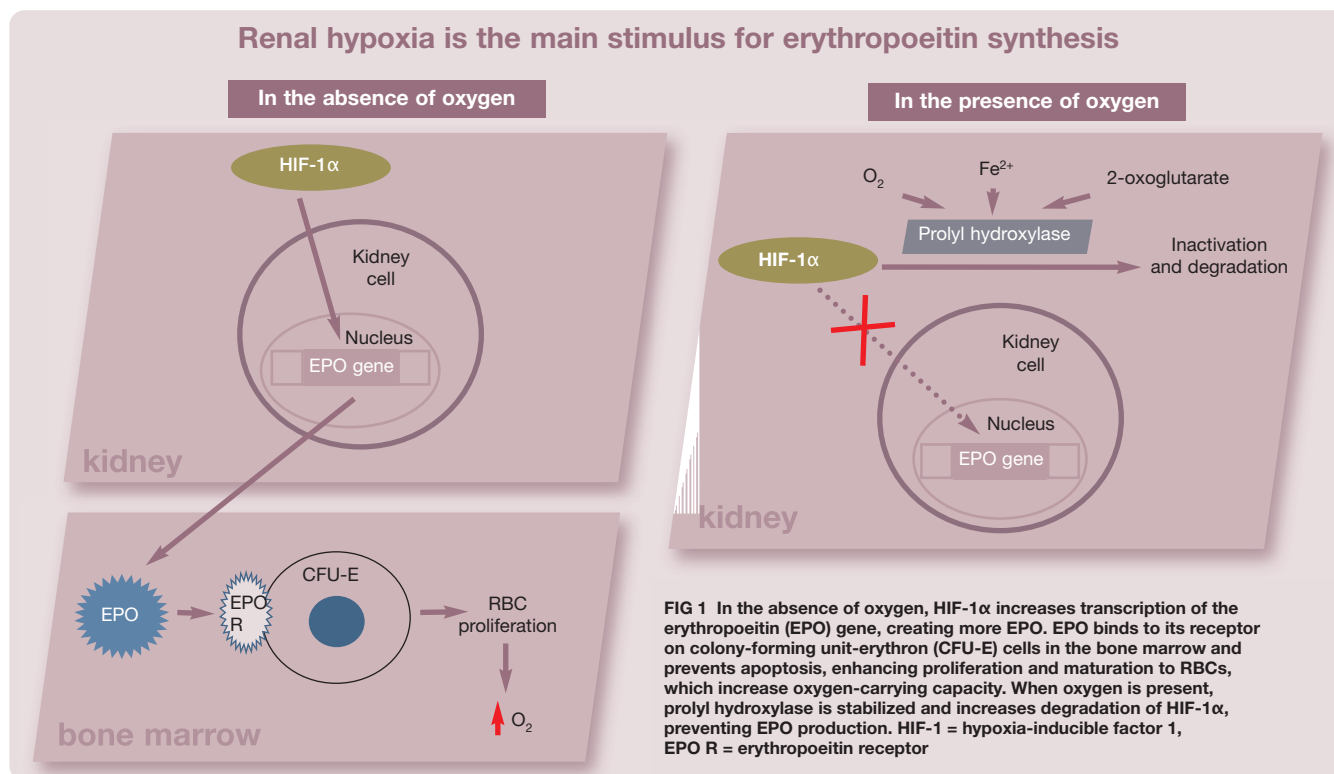 Renal hypoxia is the main stimulus for erythropoeitin synthesis
In the absence of oxygen
HIF-1α
Kidney
cell
Nucleus
EPO gene
kidney
EPO
EPO
R
CFU-E
RBC
proliferation
O₂
bone marrow
In the presence of oxygen
O₂
Fe²⁺
2-oxoglutarate
Prolyl hydroxylase
HIF-1α
Inactivation
and degradation
Kidney
cell
Nucleus
EPO gene
kidney
FIG 1 In the absence of oxygen, HIF-1α increases transcription of the
erythropoeitin (EPO) gene, creating more EPO. EPO binds to its receptor
on colony-forming unit-erythron (CFU-E) cells in the bone marrow and
prevents apoptosis, enhancing proliferation and maturation to RBCs,
which increase oxygen-carrying capacity. When oxygen is present,
prolyl hydroxylase is stabilized and increases degradation of HIF-1α,
preventing EPO production. HIF-1 = hypoxia-inducible factor 1,
EPO R = erythropoeitin receptor